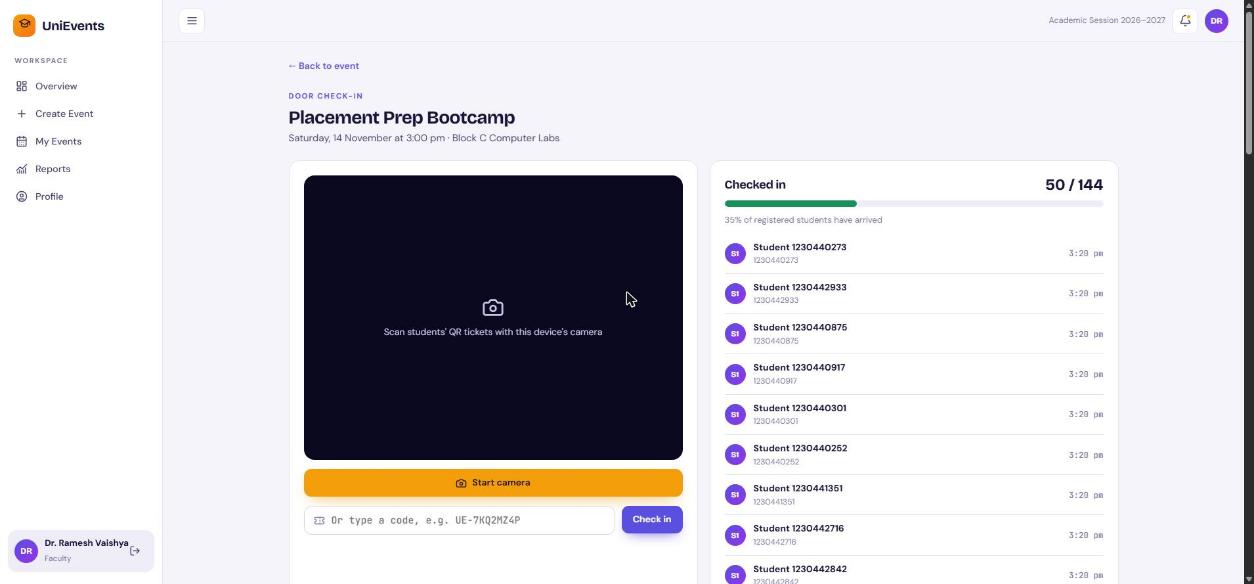 UniEvents
WORKSPACE
Overview
Create Event
My Events
Reports
Profile
DR
Dr. Ramesh Vaishya
Faculty
Academic Session 2026–2027
DR
← Back to event
DOOR CHECK-IN
Placement Prep Bootcamp
Saturday, 14 November at 3:00 pm · Block C Computer Labs
Scan students' QR tickets with this device's camera
Start camera
Or type a code, e.g. UE-7KQ2MZ4P
Check in
Checked in 50 / 144
35% of registered students have arrived
S1 Student 1230440273 3:20 pm
1230440273
S1 Student 1230442933 3:20 pm
1230442933
S1 Student 1230440875 3:20 pm
1230440875
S1 Student 1230440917 3:20 pm
1230440917
S1 Student 1230440301 3:20 pm
1230440301
S1 Student 1230440252 3:20 pm
1230440252
S1 Student 1230441351 3:20 pm
1230441351
S1 Student 1230442716 3:20 pm
1230442716
S1 Student 1230442842 3:20 pm
1230442842